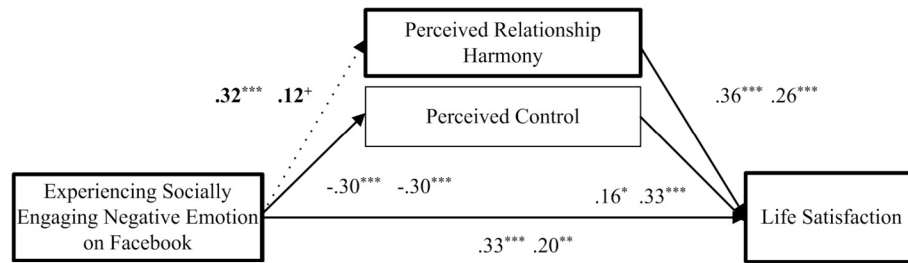 Perceived Relationship
Harmony
.32*** .12+
.36*** .26***
Perceived Control
-.30*** -.30***
.16* .33***
Experiencing Socially
Engaging Negative Emotion
on Facebook
Life Satisfaction
.33*** .20**